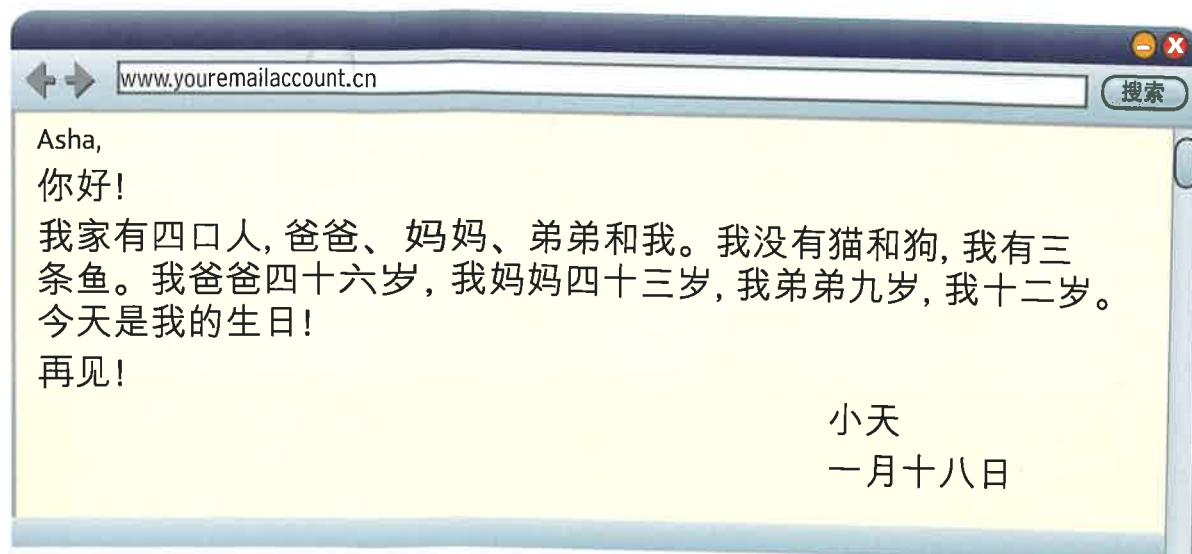 www.youremailaccount.cn
搜索
Asha,
你好!
我家有四口人, 爸爸、妈妈、弟弟和我。我没有猫和狗, 我有三
条鱼。我爸爸四十六岁, 我妈妈四十三岁, 我弟弟九岁, 我十二岁。
今天是我的生日!
再见!
小天
一月十八日